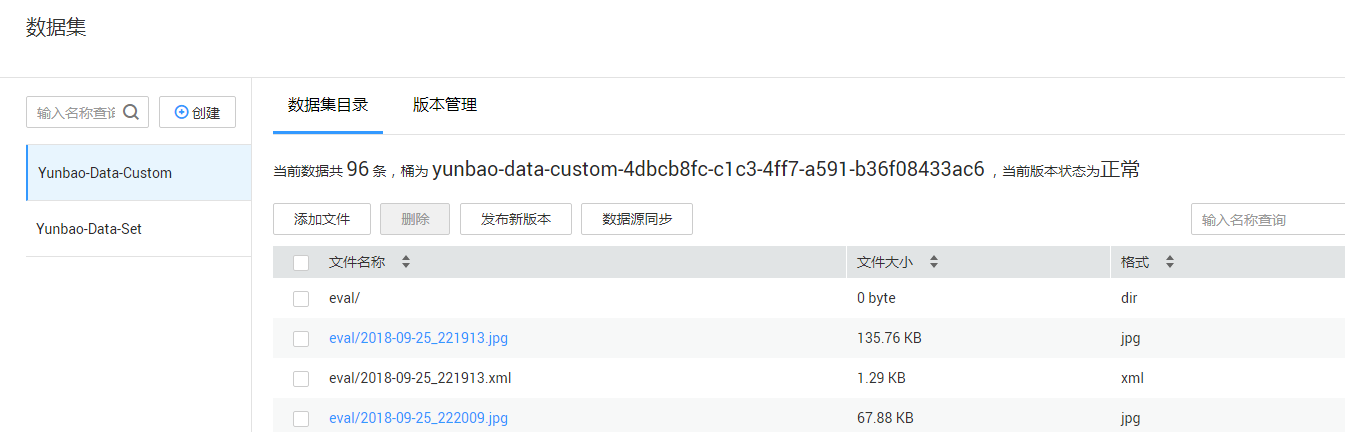 数据集
输入名称查询
创建
Yunbao-Data-Custom
Yunbao-Data-Set
数据集目录 版本管理
当前数据共 96 条，桶为 yunbao-data-custom-4dbcb8fc-c1c3-4ff7-a591-b36f08433ac6 ，当前版本状态为正常
添加文件 删除 发布新版本 数据源同步 输入名称查询
文件名称 文件大小 格式
eval/ 0 byte dir
eval/2018-09-25_221913.jpg 135.76 KB jpg
eval/2018-09-25_221913.xml 1.29 KB xml
eval/2018-09-25_222009.jpg 67.88 KB jpg